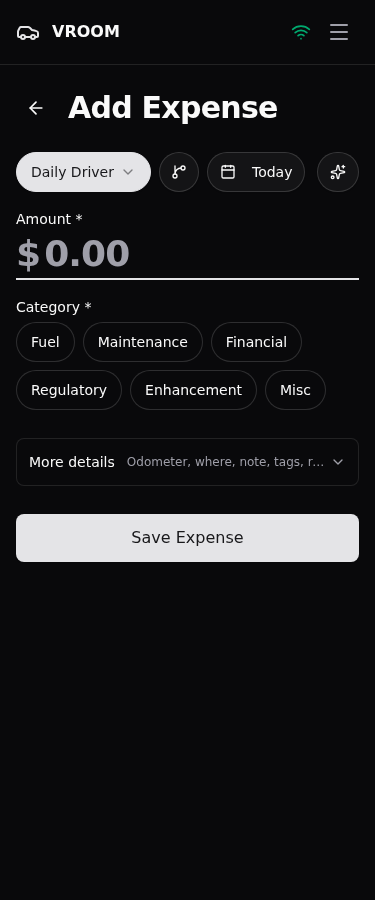 VROOM
Add Expense
Daily Driver
Today
Amount *
$ 0.00
Category *
Fuel
Maintenance
Financial
Regulatory
Enhancement
Misc
More details
Odometer, where, note, tags, r...
Save Expense